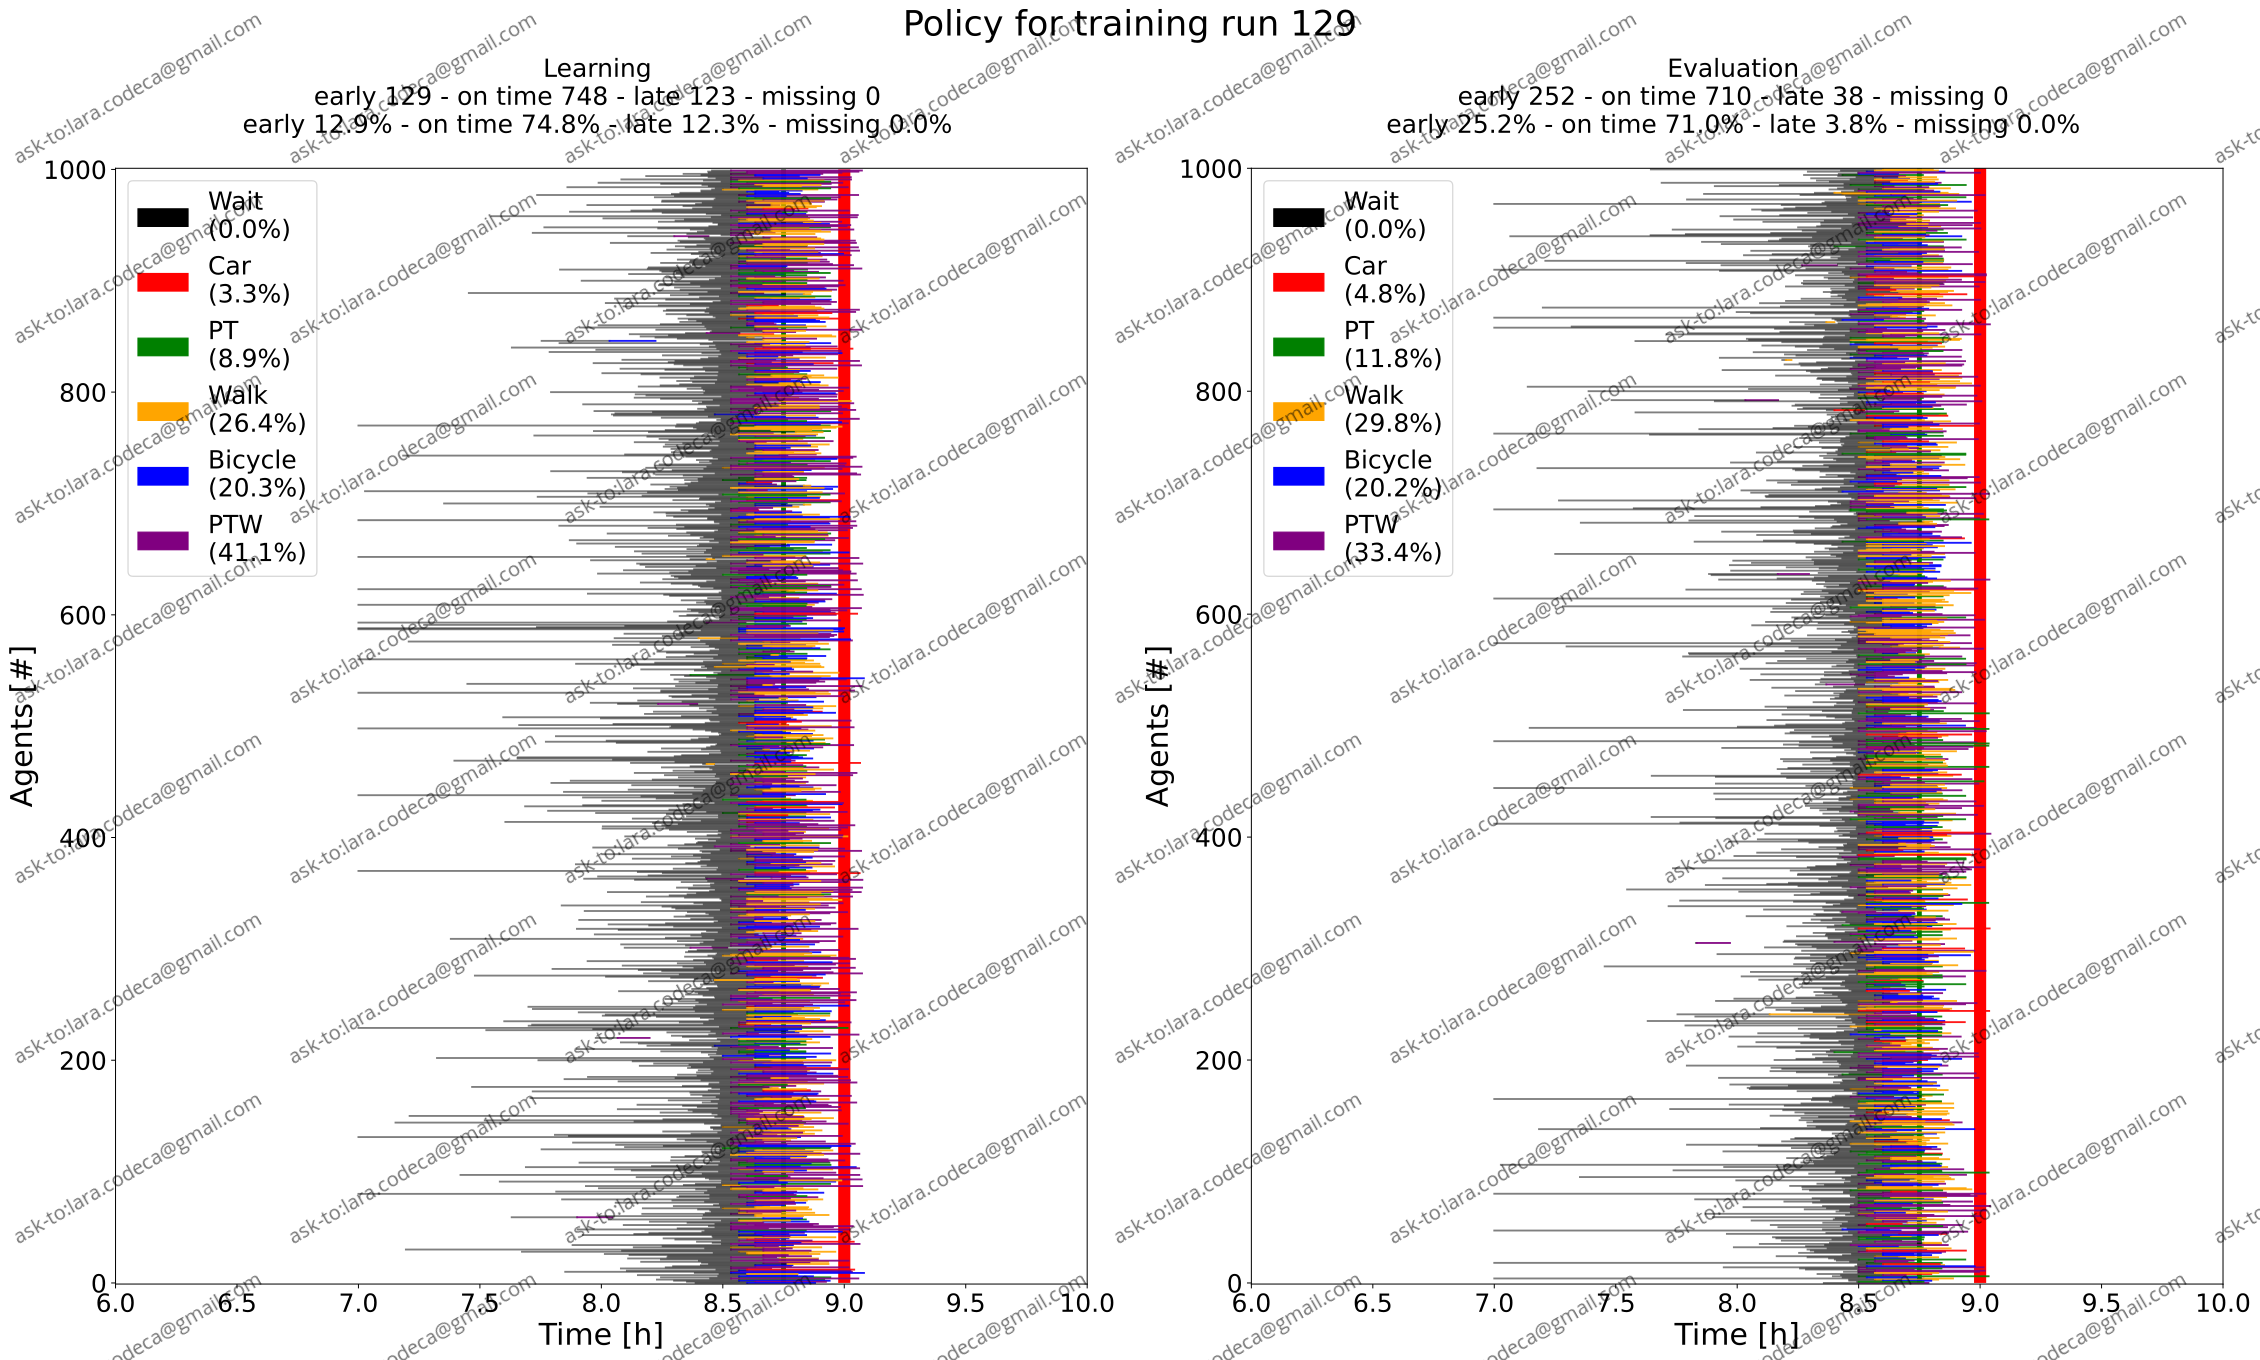 Policy for training run 129
Learning
early 129 - on time 748 - late 123 - missing 0
early 12.9% - on time 74.8% - late 12.3% - missing 0.0%
Wait
(0.0%)
Car
(3.3%)
PT
(8.9%)
Walk
(26.4%)
Bicycle
(20.3%)
PTW
(41.1%)
1000
800
600
400
200
0
Agents [#]
6.0 6.5 7.0 7.5 8.0 8.5 9.0 9.5 10.0
Time [h]
Evaluation
early 252 - on time 710 - late 38 - missing 0
early 25.2% - on time 71.0% - late 3.8% - missing 0.0%
Wait
(0.0%)
Car
(4.8%)
PT
(11.8%)
Walk
(29.8%)
Bicycle
(20.2%)
PTW
(33.4%)
1000
800
600
400
200
0
Agents [#]
6.0 6.5 7.0 7.5 8.0 8.5 9.0 9.5 10.0
Time [h]
ask-to:lara.codeca@gmail.com